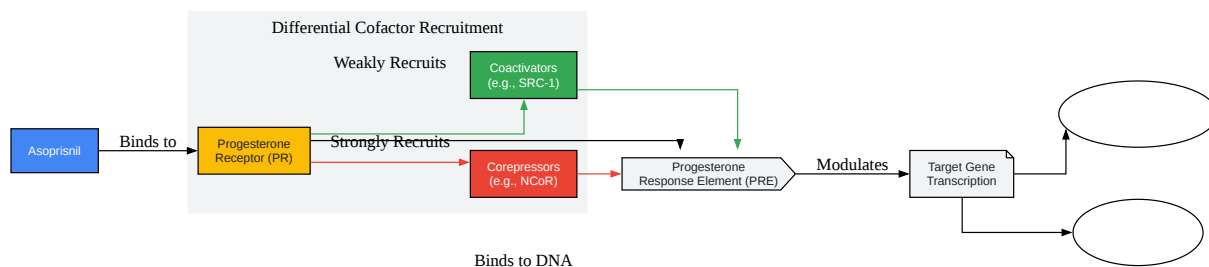 Differential Cofactor Recruitment
Weakly Recruits
Coactivators
(e.g., SRC-1)
Asoprisnil
Binds to
Progesterone
Receptor (PR)
Strongly Recruits
Corepressors
(e.g., NCoR)
Progesterone
Response Element (PRE)
Modulates
Target Gene
Transcription
Binds to DNA